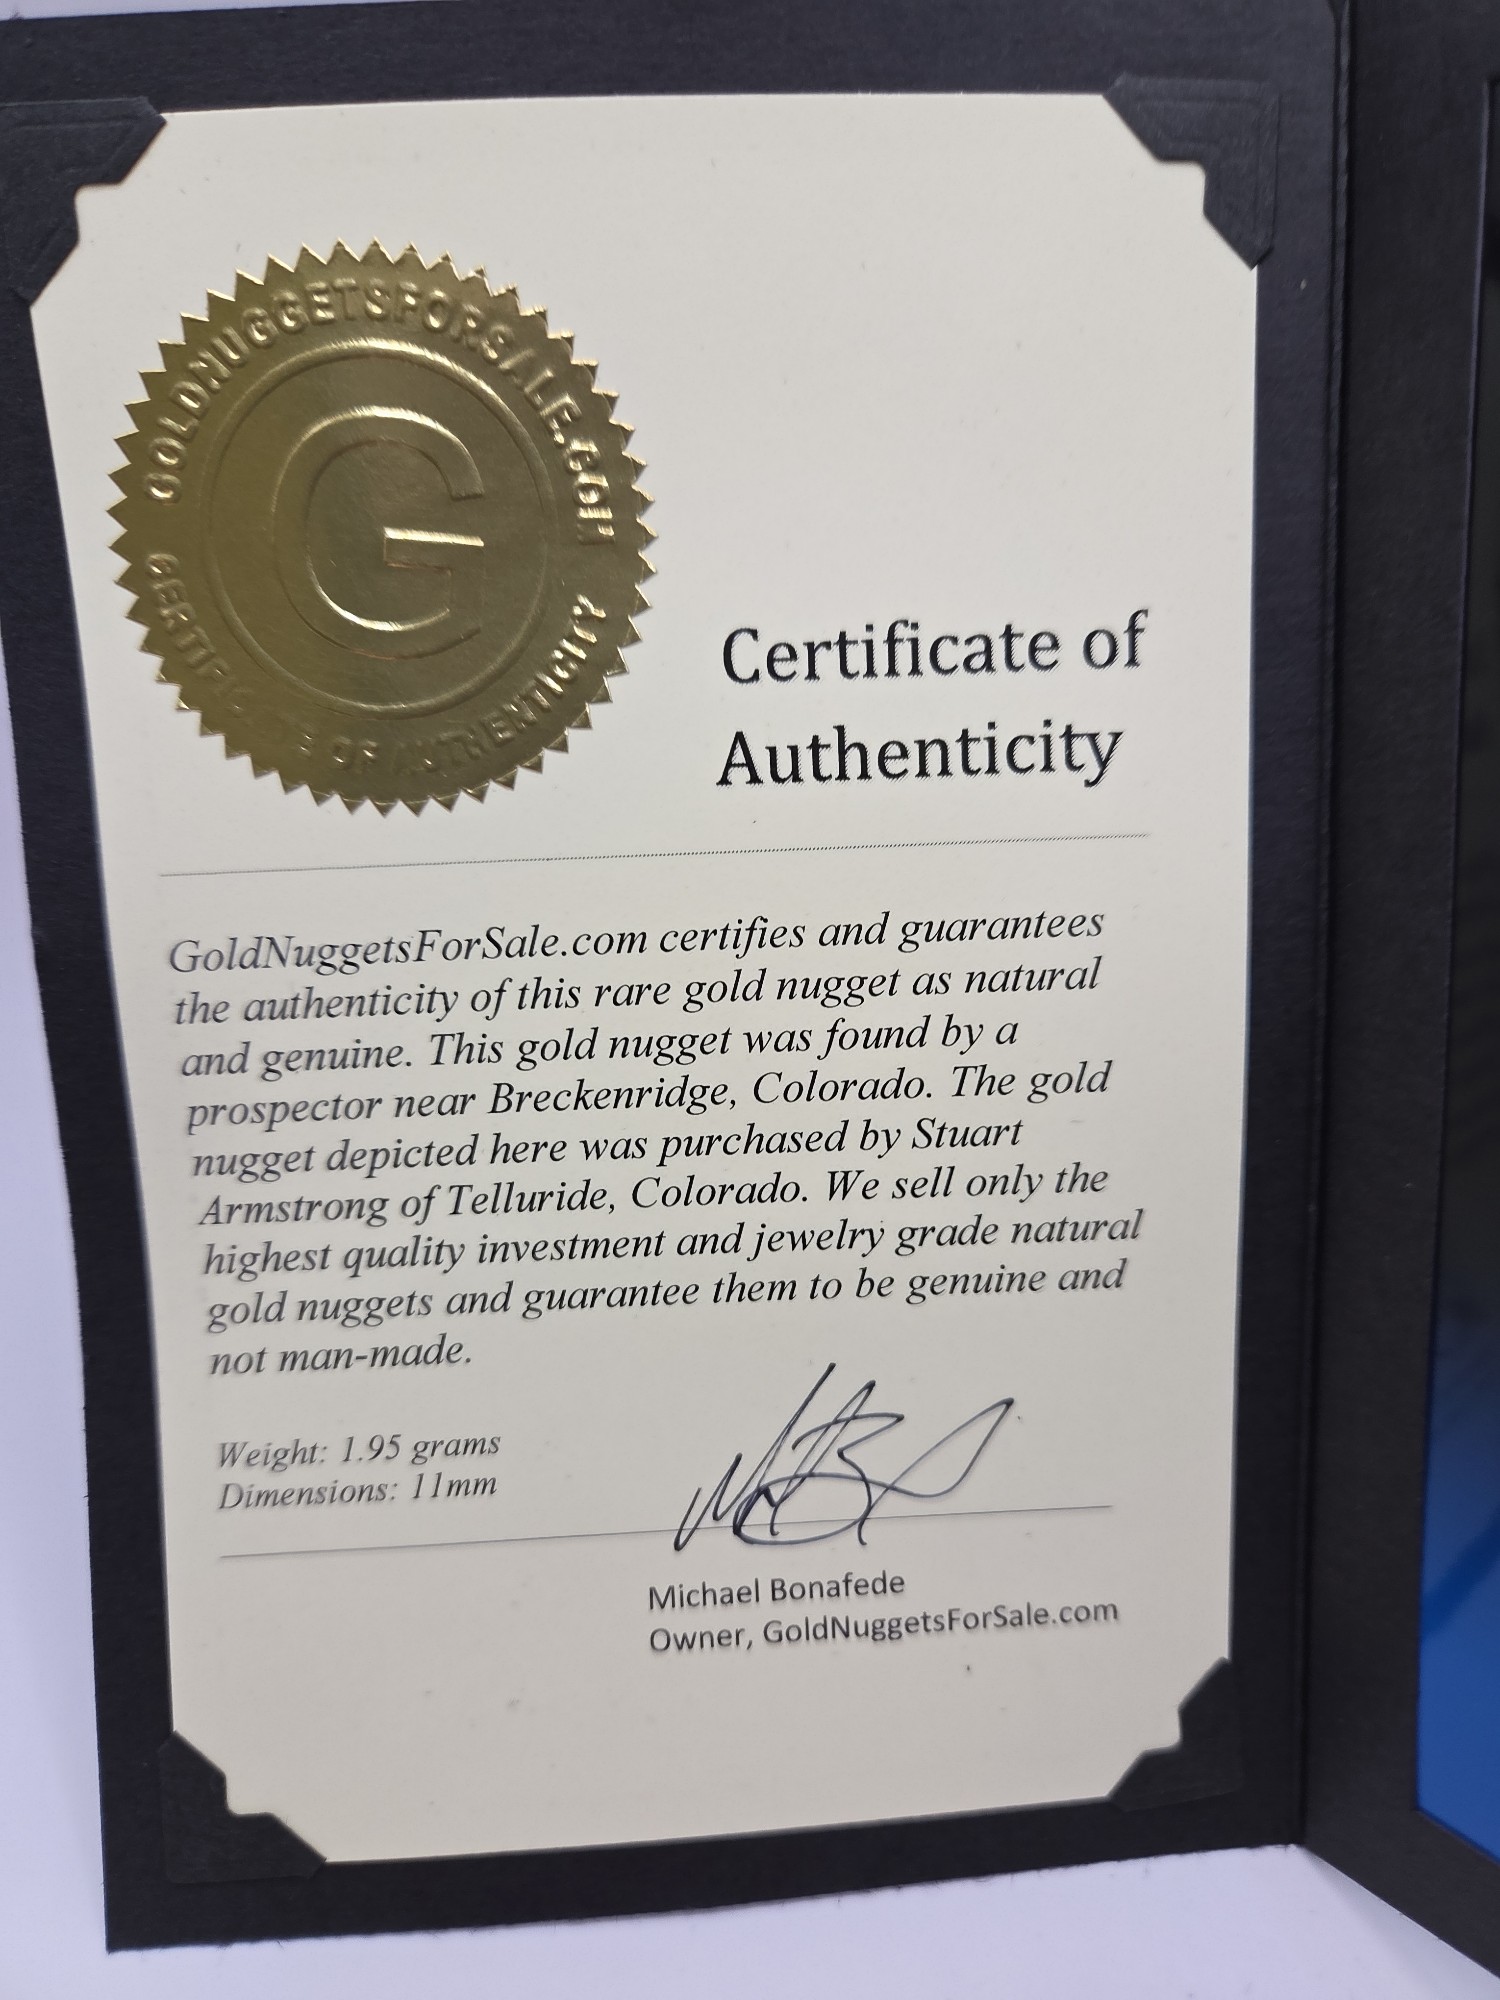 GOLDNUGGETSFORSALE.COM
OF AUTHENTICITY
G
Certificate of
Authenticity
GoldNuggetsForSale.com certifies and guarantees
the authenticity of this rare gold nugget as natural
and genuine. This gold nugget was found by a
prospector near Breckenridge, Colorado. The gold
nugget depicted here was purchased by Stuart
Armstrong of Telluride, Colorado. We sell only the
highest quality investment and jewelry grade natural
gold nuggets and guarantee them to be genuine and
not man-made.
Weight: 1.95 grams
Dimensions: 11mm
Michael Bonafede
Owner, GoldNuggetsForSale.com